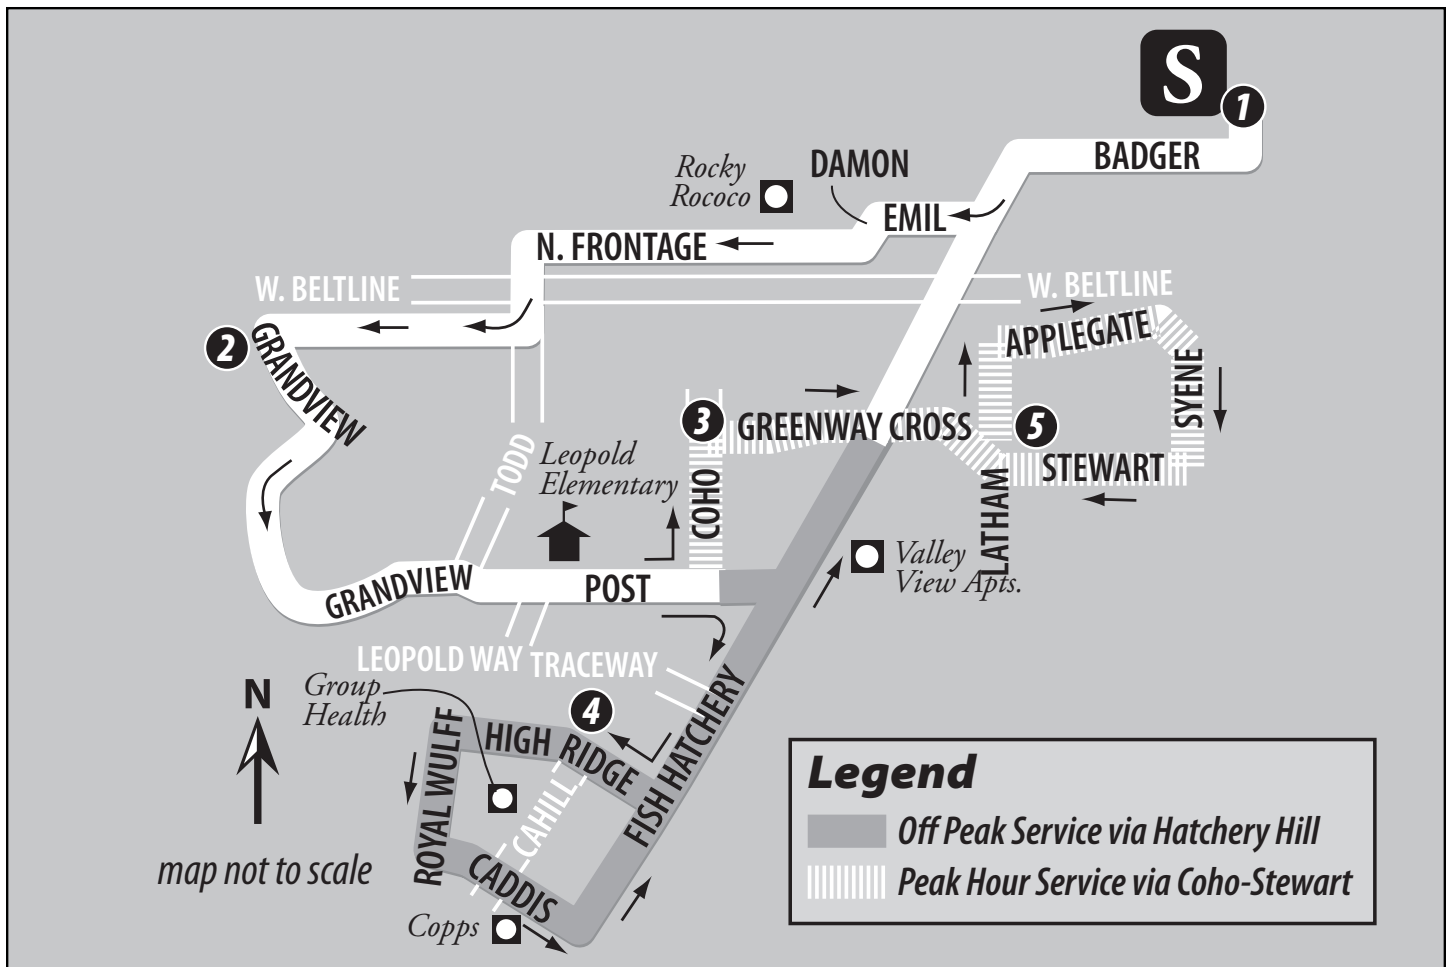 S
1
BADGER
DAMON
Rocky
Rococo
EMIL
N. FRONTAGE
W. BELTLINE
W. BELTLINE
APPLEGATE
2
GRANDVIEW
SYENE
3
GREENWAY CROSS
5
TODD
Leopold
Elementary
COHO
STEWART
LATHAM
Valley
View Apts.
GRANDVIEW
POST
LEOPOLD WAY
TRACEWAY
N
Group
Health
4
HIGH RIDGE
ROYAL WULFF
FISH HATCHERY
CAHILL
CADDIS
Copps
map not to scale
Legend
Off Peak Service via Hatchery Hill
Peak Hour Service via Coho-Stewart